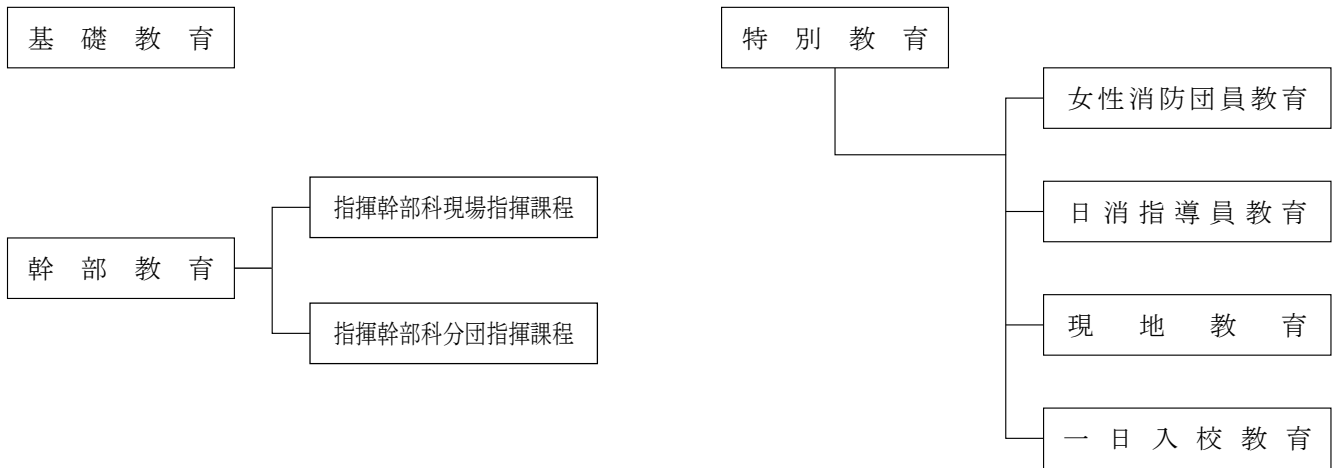 基礎教育
幹部教育
指揮幹部科現場指揮課程
指揮幹部科分団指揮課程
特別教育
女性消防団員教育
日消指導員教育
現地教育
一日入校教育